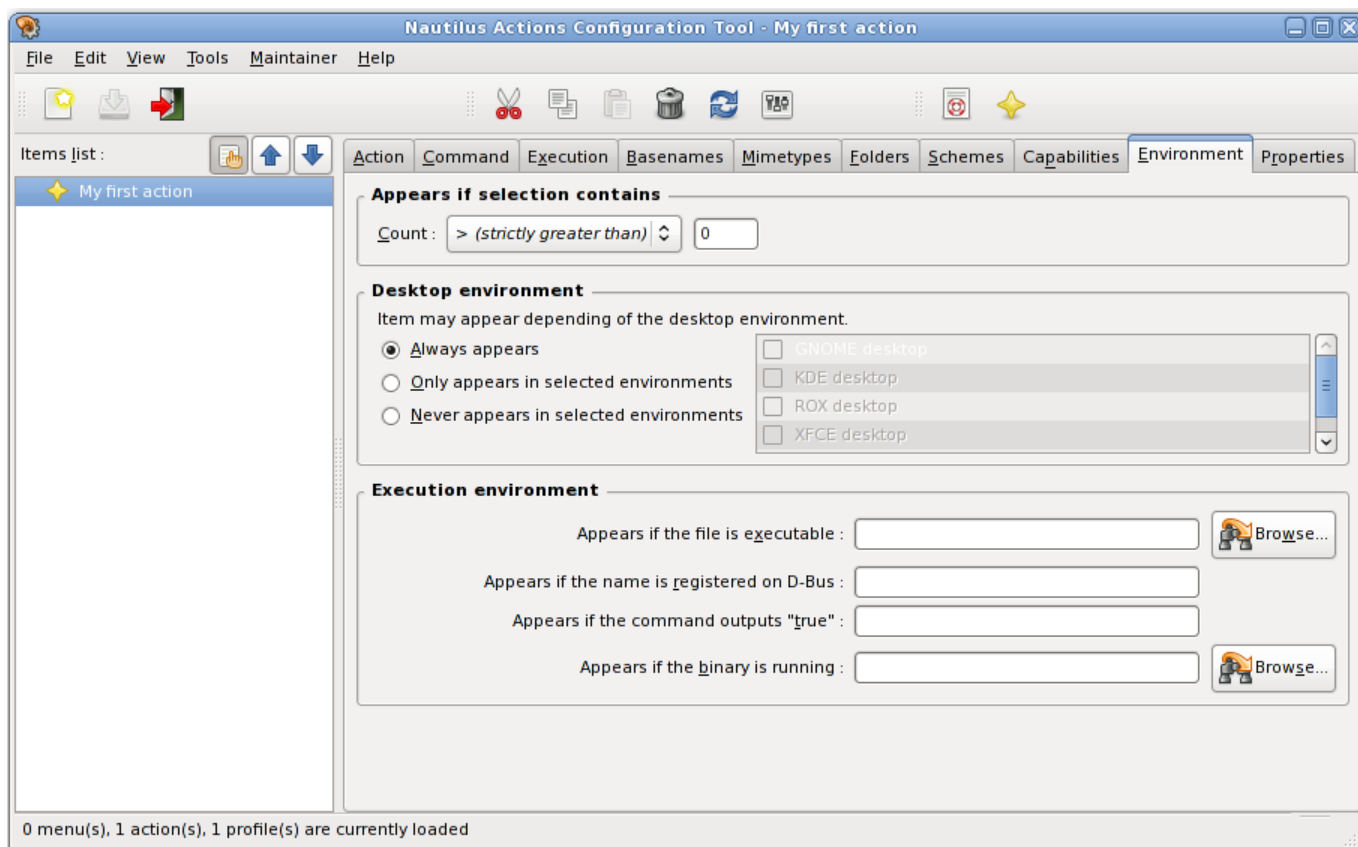 Nautilus Actions Configuration Tool - My first action
File Edit View Tools Maintainer Help
Items list :
Action Command Execution Basenames Mimetypes Folders Schemes Capabilities Environment Properties
My first action
Appears if selection contains
Count : > (strictly greater than) 0
Desktop environment
Item may appear depending of the desktop environment.
Always appears
Only appears in selected environments
Never appears in selected environments
GNOME desktop
KDE desktop
ROX desktop
XFCE desktop
Execution environment
Appears if the file is executable : Browse...
Appears if the name is registered on D-Bus :
Appears if the command outputs "true" :
Appears if the binary is running : Browse...
0 menu(s), 1 action(s), 1 profile(s) are currently loaded